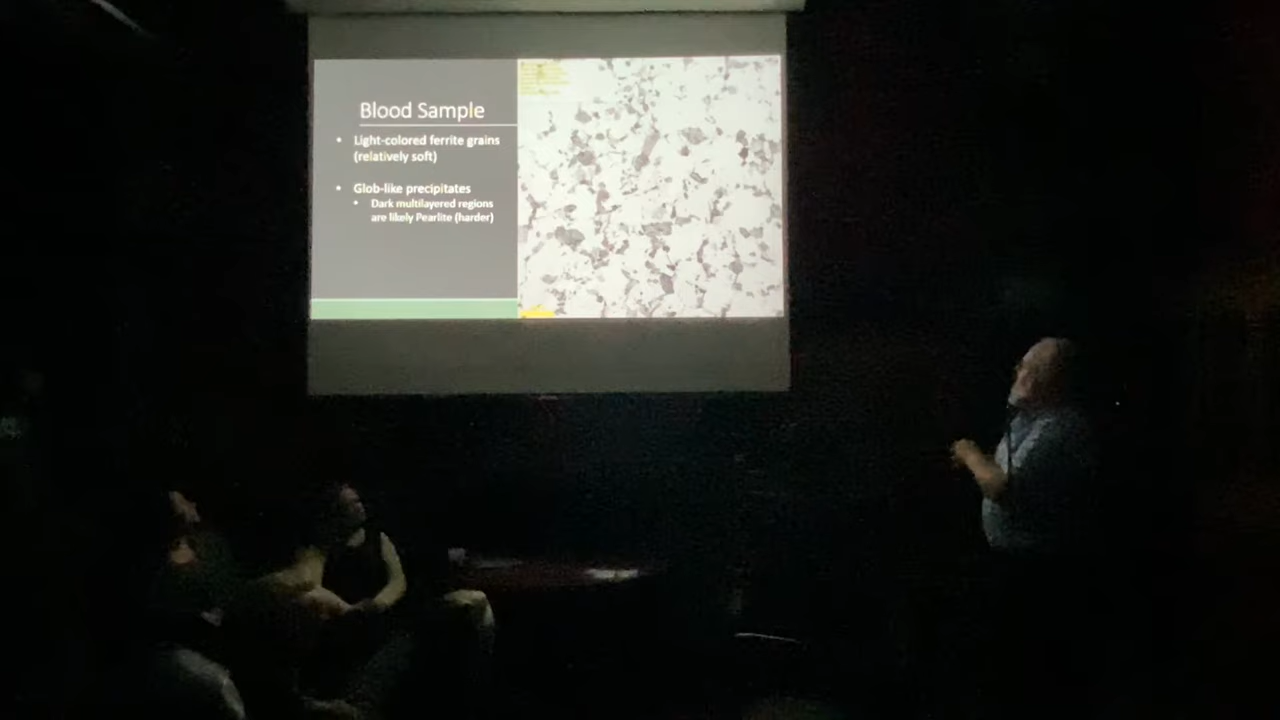 Blood Sample
• Light-colored ferrite grains
(relatively soft)
• Glob-like precipitates
• Dark multilayered regions
are likely Pearlite (harder)